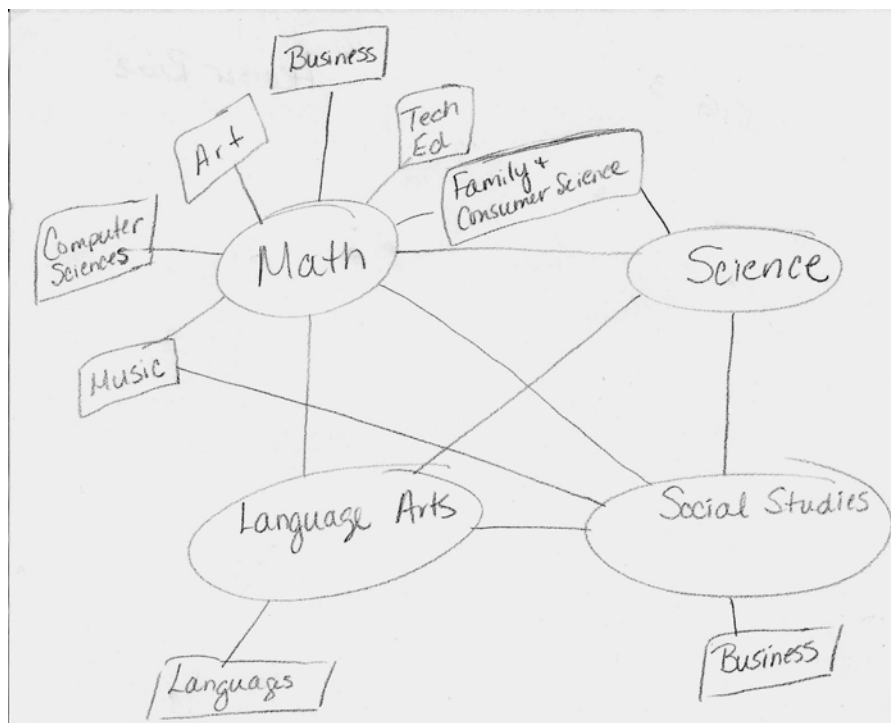 Business
Tech
Ed
Art
Family +
Consumer Science
Computer
Sciences
Math
Science
Music
Language Arts
Social Studies
Languages
Business